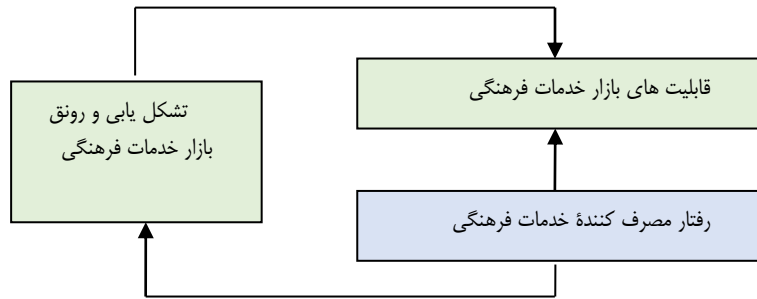 قابلیت های بازار خدمات فرهنگی
تشکل یابی و رونق
بازار خدمات فرهنگی
رفتار مصرف کنندۀ خدمات فرهنگی